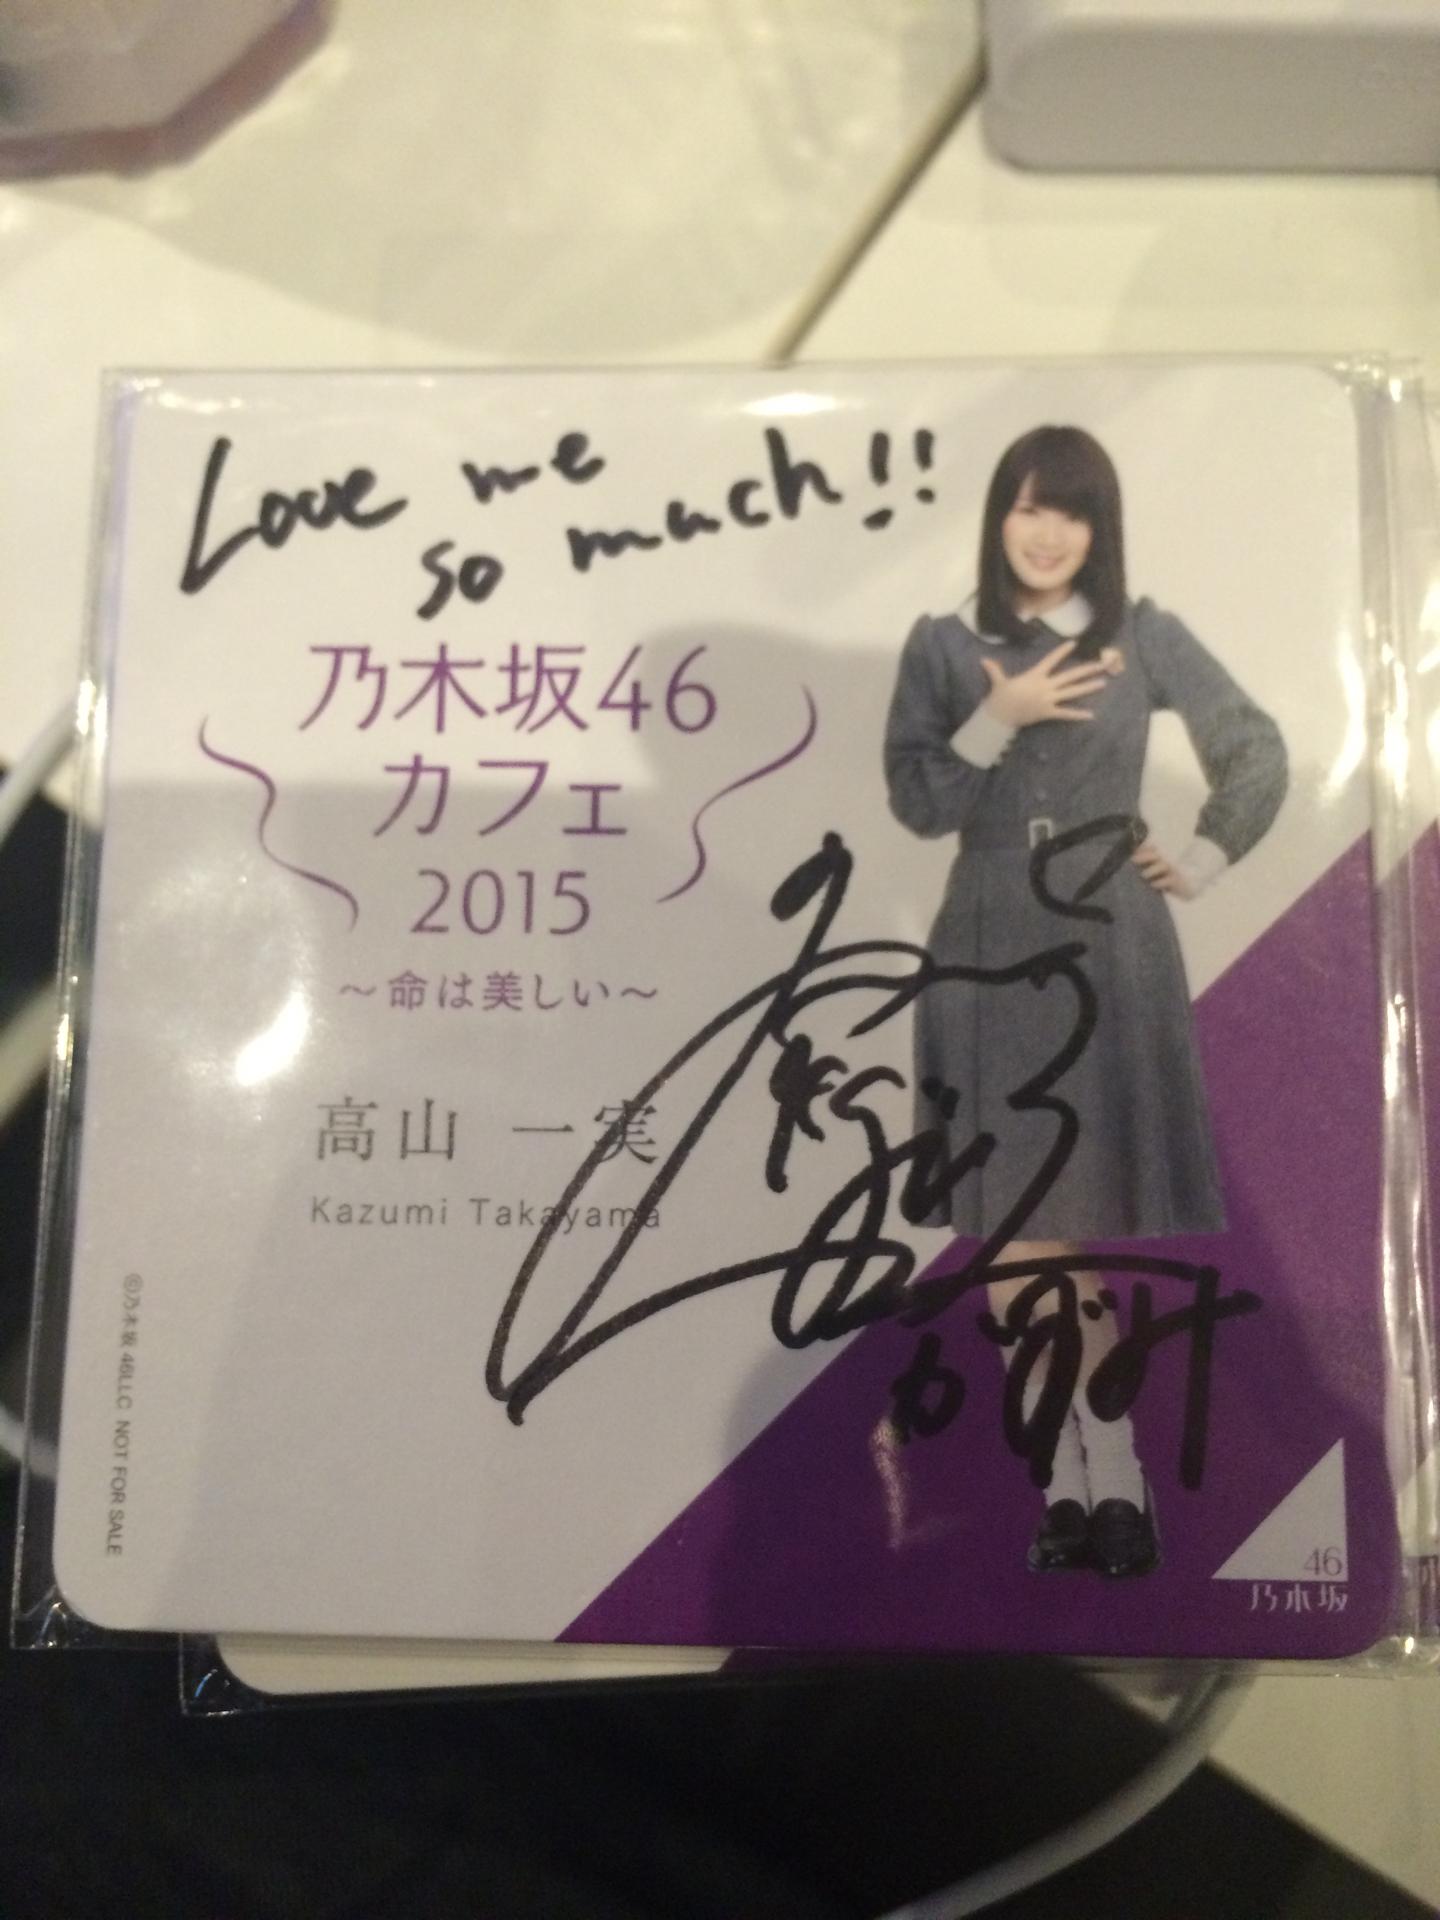 Love me
so much!!
乃木坂46
カフェ
2015
～命は美しい～
高山 一実
Kazumi Takayama
かずみ
©乃木坂 46LLC NOT FOR SALE
46
乃木坂